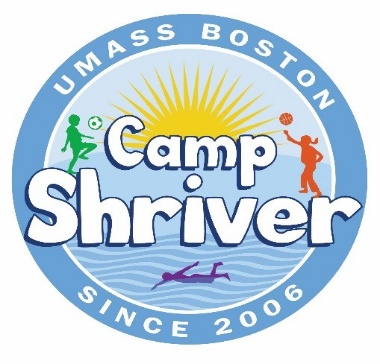 UMASS BOSTON
Camp
Shriver
SINCE 2006